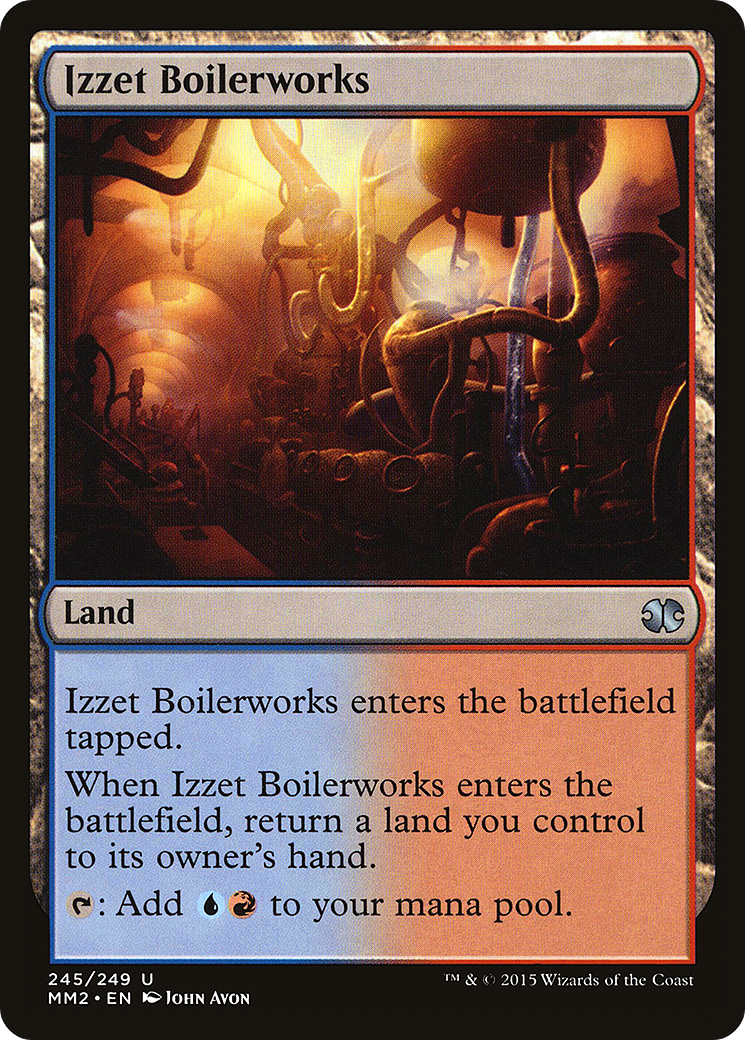 Izzet Boilerworks
Land
Izzet Boilerworks enters the battlefield
tapped.
When Izzet Boilerworks enters the
battlefield, return a land you control
to its owner's hand.
: Add to your mana pool.
245/249 U
™ & © 2015 Wizards of the Coast
MM2 • EN John Avon